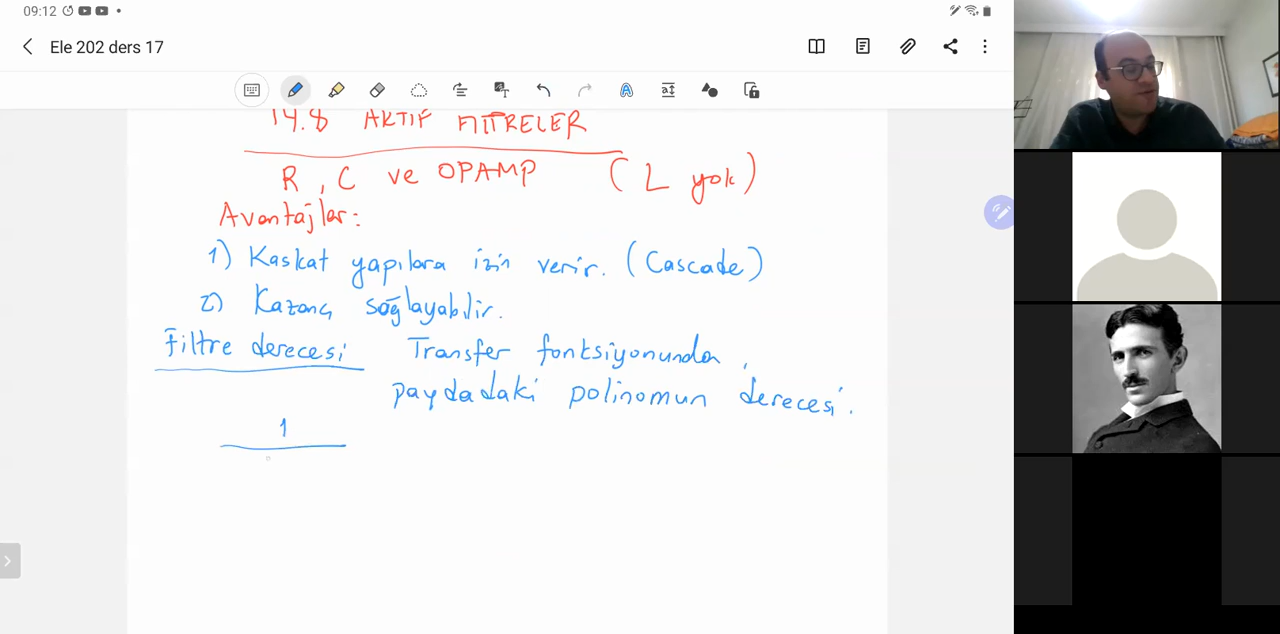 09:12
Ele 202 ders 17
14.8 AKTİF FİLTRELER
R, C ve OPAMP (L yok)
Avantajlar:
1) Kaskat yapılara izin verir. (Cascade)
2) Kazanç sağlayabilir.
Filtre derecesi Transfer fonksiyonunda,
paydadaki polinomun derecesi.
1